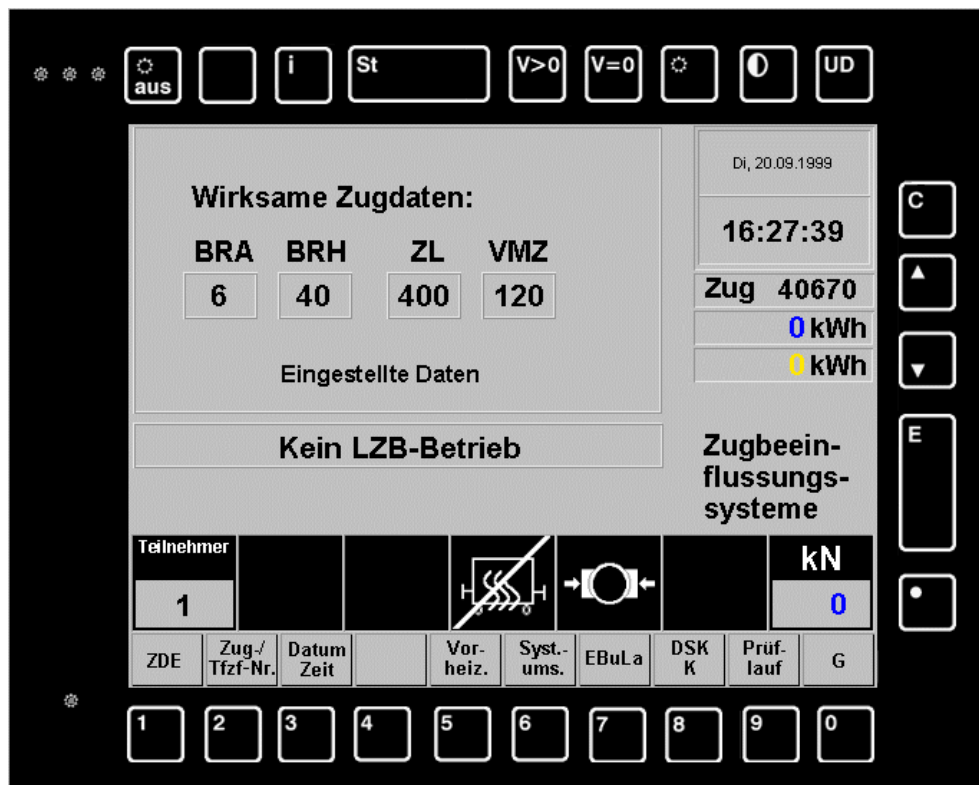 aus
i
St
V>0
V=0
UD
Di, 20.09.1999
Wirksame Zugdaten:
16:27:39
C
BRA BRH ZL VMZ
6 40 400 120
Zug 40670
0 kWh
0 kWh
Eingestellte Daten
Kein LZB-Betrieb
Zugbeein-
flussungs-
systeme
E
Teilnehmer
1
kN
0
ZDE
Zug-/
Tfzf-Nr.
Datum
Zeit
Vor-
heiz.
Syst.-
ums.
EBuLa
DSK
K
Prüf-
lauf
G
1 2 3 4 5 6 7 8 9 0